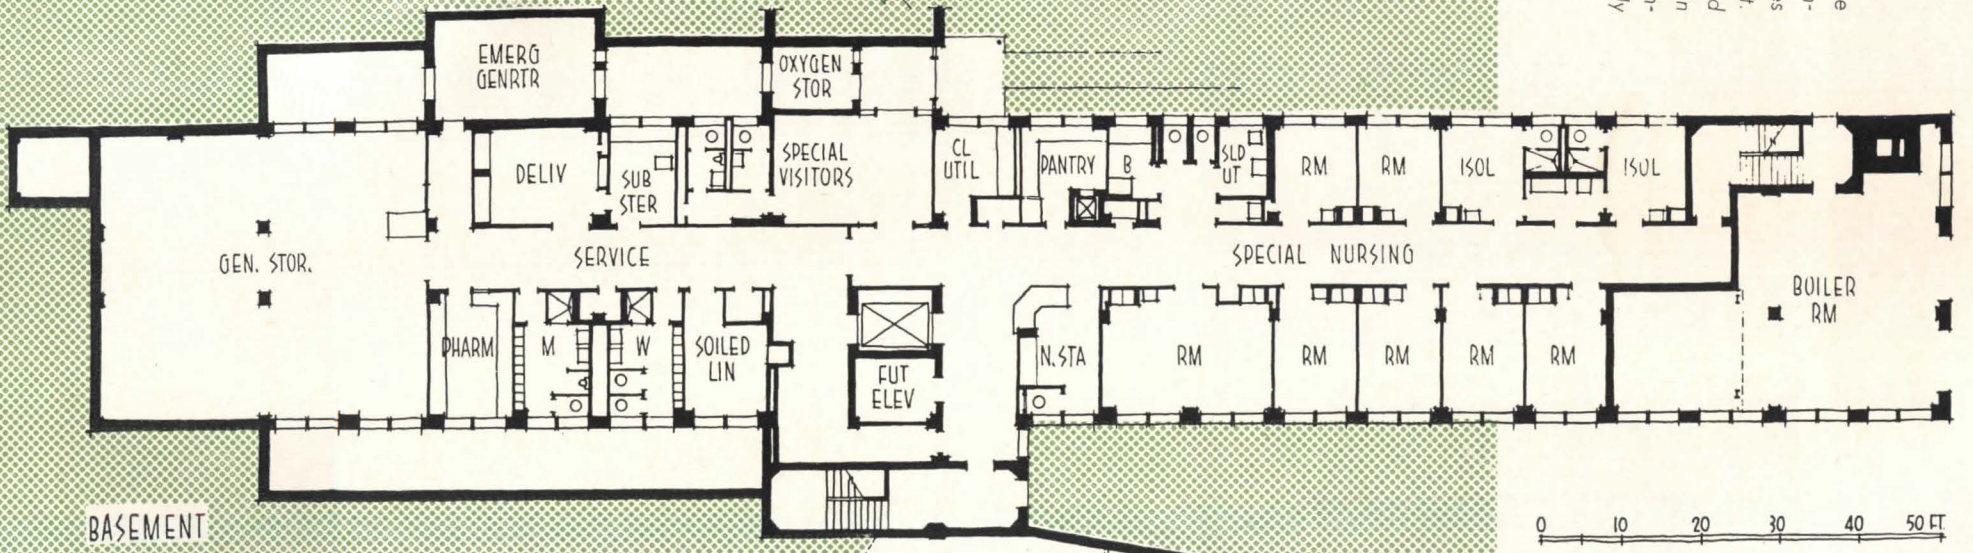 EMERG
GENRTR
OXYGEN
STOR
DELIV
SUB
STER
SPECIAL
VISITORS
CL
UTIL
PANTRY
B
SLD
UT
RM
RM
ISOL
ISOL
GEN. STOR.
SERVICE
SPECIAL NURSING
BOILER
RM
PHARM
M
W
SOILED
LIN
FUT
ELEV
N. STA
RM
RM
RM
RM
RM
BASEMENT
0 10 20 30 40 50 FT.